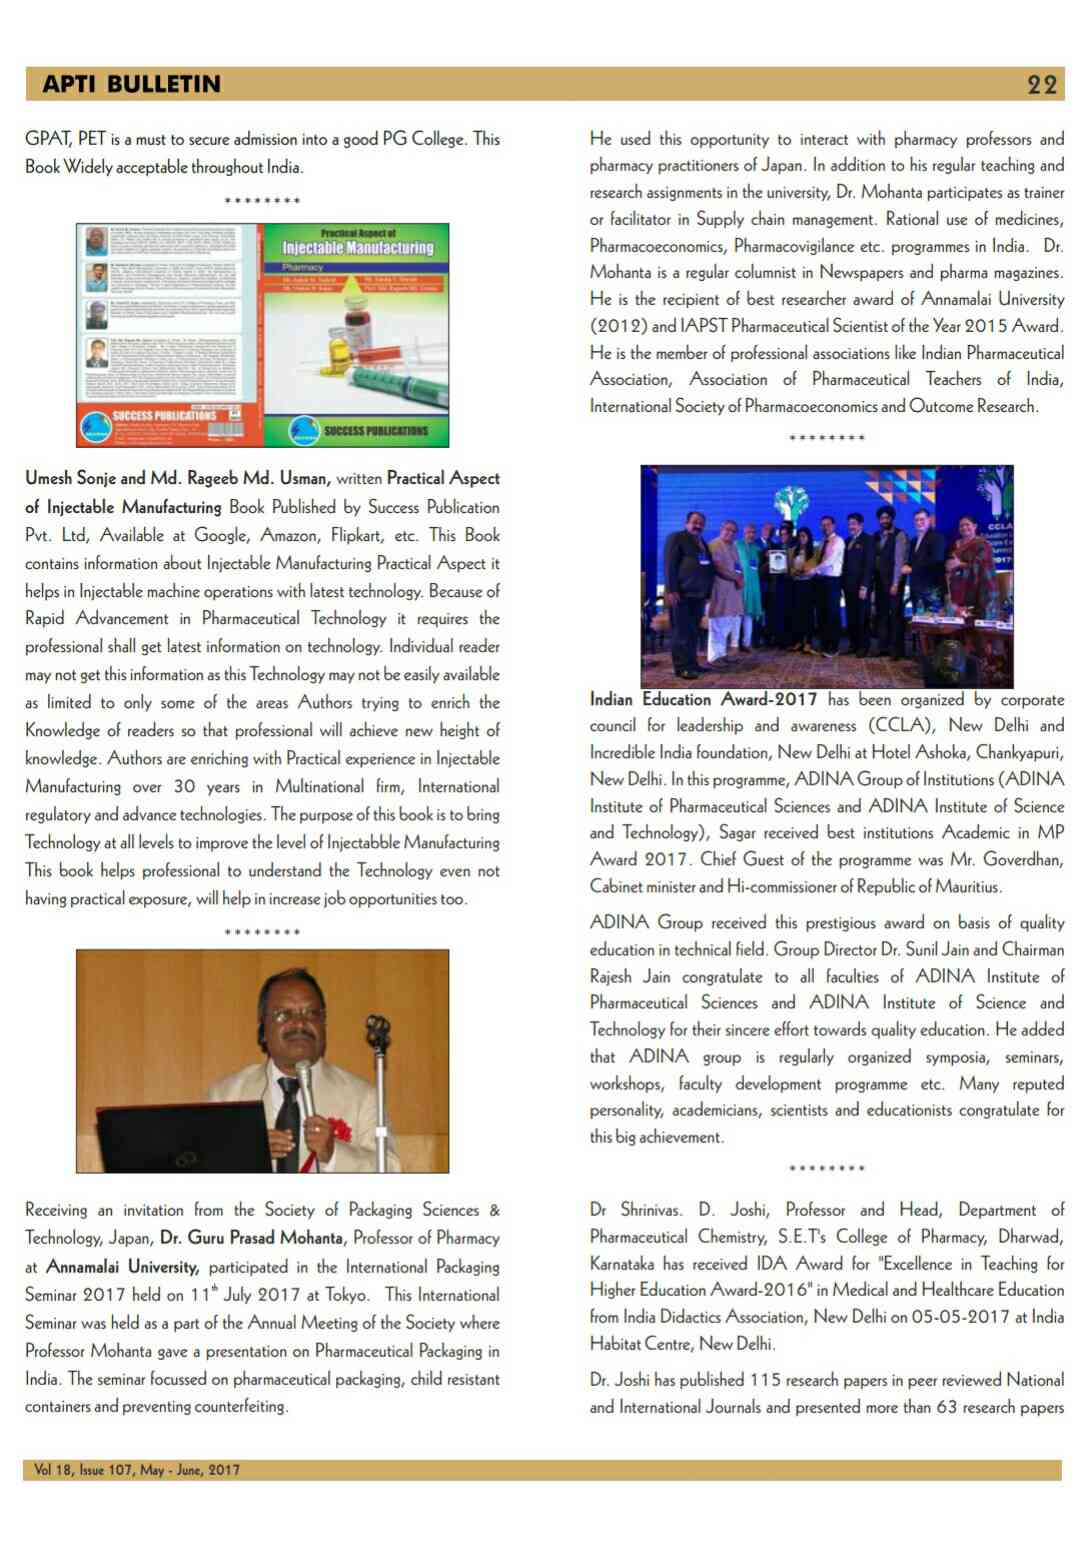 APTI BULLETIN
22
GPAT, PET is a must to secure admission into a good PG College. This
Book Widely acceptable throughout India.
********
Practical Aspect of
Injectable Manufacturing
Pharmacy
SUCCESS PUBLICATIONS
SUCCESS PUBLICATIONS
Umesh Sonje and Md. Rageeb Md. Usman, written Practical Aspect
of Injectable Manufacturing Book Published by Success Publication
Pvt. Ltd, Available at Google, Amazon, Flipkart, etc. This Book
contains information about Injectable Manufacturing Practical Aspect it
helps in Injectable machine operations with latest technology. Because of
Rapid Advancement in Pharmaceutical Technology it requires the
professional shall get latest information on technology. Individual reader
may not get this information as this Technology may not be easily available
as limited to only some of the areas Authors trying to enrich the
Knowledge of readers so that professional will achieve new height of
knowledge. Authors are enriching with Practical experience in Injectable
Manufacturing over 30 years in Multinational firm, International
regulatory and advance technologies. The purpose of this book is to bring
Technology at all levels to improve the level of Injectabble Manufacturing
This book helps professional to understand the Technology even not
having practical exposure, will help in increase job opportunities too.
********
Receiving an invitation from the Society of Packaging Sciences &
Technology, Japan, Dr. Guru Prasad Mohanta, Professor of Pharmacy
at Annamalai University, participated in the International Packaging
Seminar 2017 held on 11th July 2017 at Tokyo. This International
Seminar was held as a part of the Annual Meeting of the Society where
Professor Mohanta gave a presentation on Pharmaceutical Packaging in
India. The seminar focussed on pharmaceutical packaging, child resistant
containers and preventing counterfeiting.
He used this opportunity to interact with pharmacy professors and
pharmacy practitioners of Japan. In addition to his regular teaching and
research assignments in the university, Dr. Mohanta participates as trainer
or facilitator in Supply chain management. Rational use of medicines,
Pharmacoeconomics, Pharmacovigilance etc. programmes in India. Dr.
Mohanta is a regular columnist in Newspapers and pharma magazines.
He is the recipient of best researcher award of Annamalai University
(2012) and IAPST Pharmaceutical Scientist of the Year 2015 Award.
He is the member of professional associations like Indian Pharmaceutical
Association, Association of Pharmaceutical Teachers of India,
International Society of Pharmacoeconomics and Outcome Research.
********
CCLA
Indian Education Award-2017 has been organized by corporate
council for leadership and awareness (CCLA), New Delhi and
Incredible India foundation, New Delhi at Hotel Ashoka, Chankyapuri,
New Delhi. In this programme, ADINA Group of Institutions (ADINA
Institute of Pharmaceutical Sciences and ADINA Institute of Science
and Technology), Sagar received best institutions Academic in MP
Award 2017. Chief Guest of the programme was Mr. Goverdhan,
Cabinet minister and Hi-commissioner of Republic of Mauritius.
ADINA Group received this prestigious award on basis of quality
education in technical field. Group Director Dr. Sunil Jain and Chairman
Rajesh Jain congratulate to all faculties of ADINA Institute of
Pharmaceutical Sciences and ADINA Institute of Science and
Technology for their sincere effort towards quality education. He added
that ADINA group is regularly organized symposia, seminars,
workshops, faculty development programme etc. Many reputed
personality, academicians, scientists and educationists congratulate for
this big achievement.
********
Dr Shrinivas. D. Joshi, Professor and Head, Department of
Pharmaceutical Chemistry, S.E.T's College of Pharmacy, Dharwad,
Karnataka has received IDA Award for "Excellence in Teaching for
Higher Education Award-2016" in Medical and Healthcare Education
from India Didactics Association, New Delhi on 05-05-2017 at India
Habitat Centre, New Delhi.
Dr. Joshi has published 115 research papers in peer reviewed National
and International Journals and presented more than 63 research papers
Vol 18, Issue 107, May - June, 2017